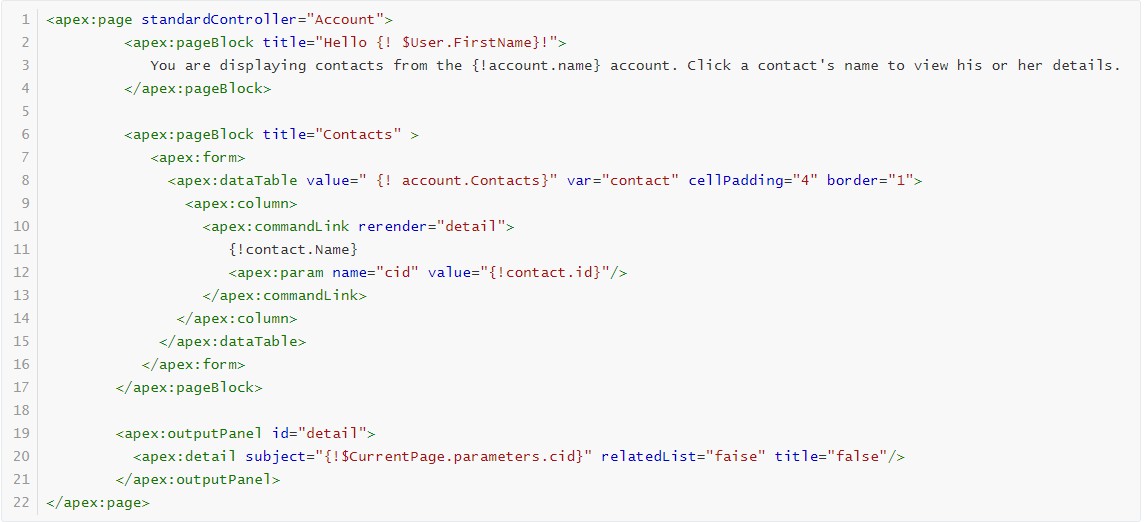 1 <apex:page standardController="Account">
2 <apex:pageBlock title="Hello {! $User.FirstName}!">
3 You are displaying contacts from the {!account.name} account. Click a contact's name to view his or her details.
4 </apex:pageBlock>
5
6 <apex:pageBlock title="Contacts" >
7 <apex:form>
8 <apex:dataTable value=" {! account.Contacts}" var="contact" cellPadding="4" border="1">
9 <apex:column>
10 <apex:commandLink rerender="detail">
11 {!contact.Name}
12 <apex:param name="cid" value="{!contact.id}"/>
13 </apex:commandLink>
14 </apex:column>
15 </apex:dataTable>
16 </apex:form>
17 </apex:pageBlock>
18
19 <apex:outputPanel id="detail">
20 <apex:detail subject="{!$CurrentPage.parameters.cid}" relatedList="faise" title="false"/>
21 </apex:outputPanel>
22 </apex:page>